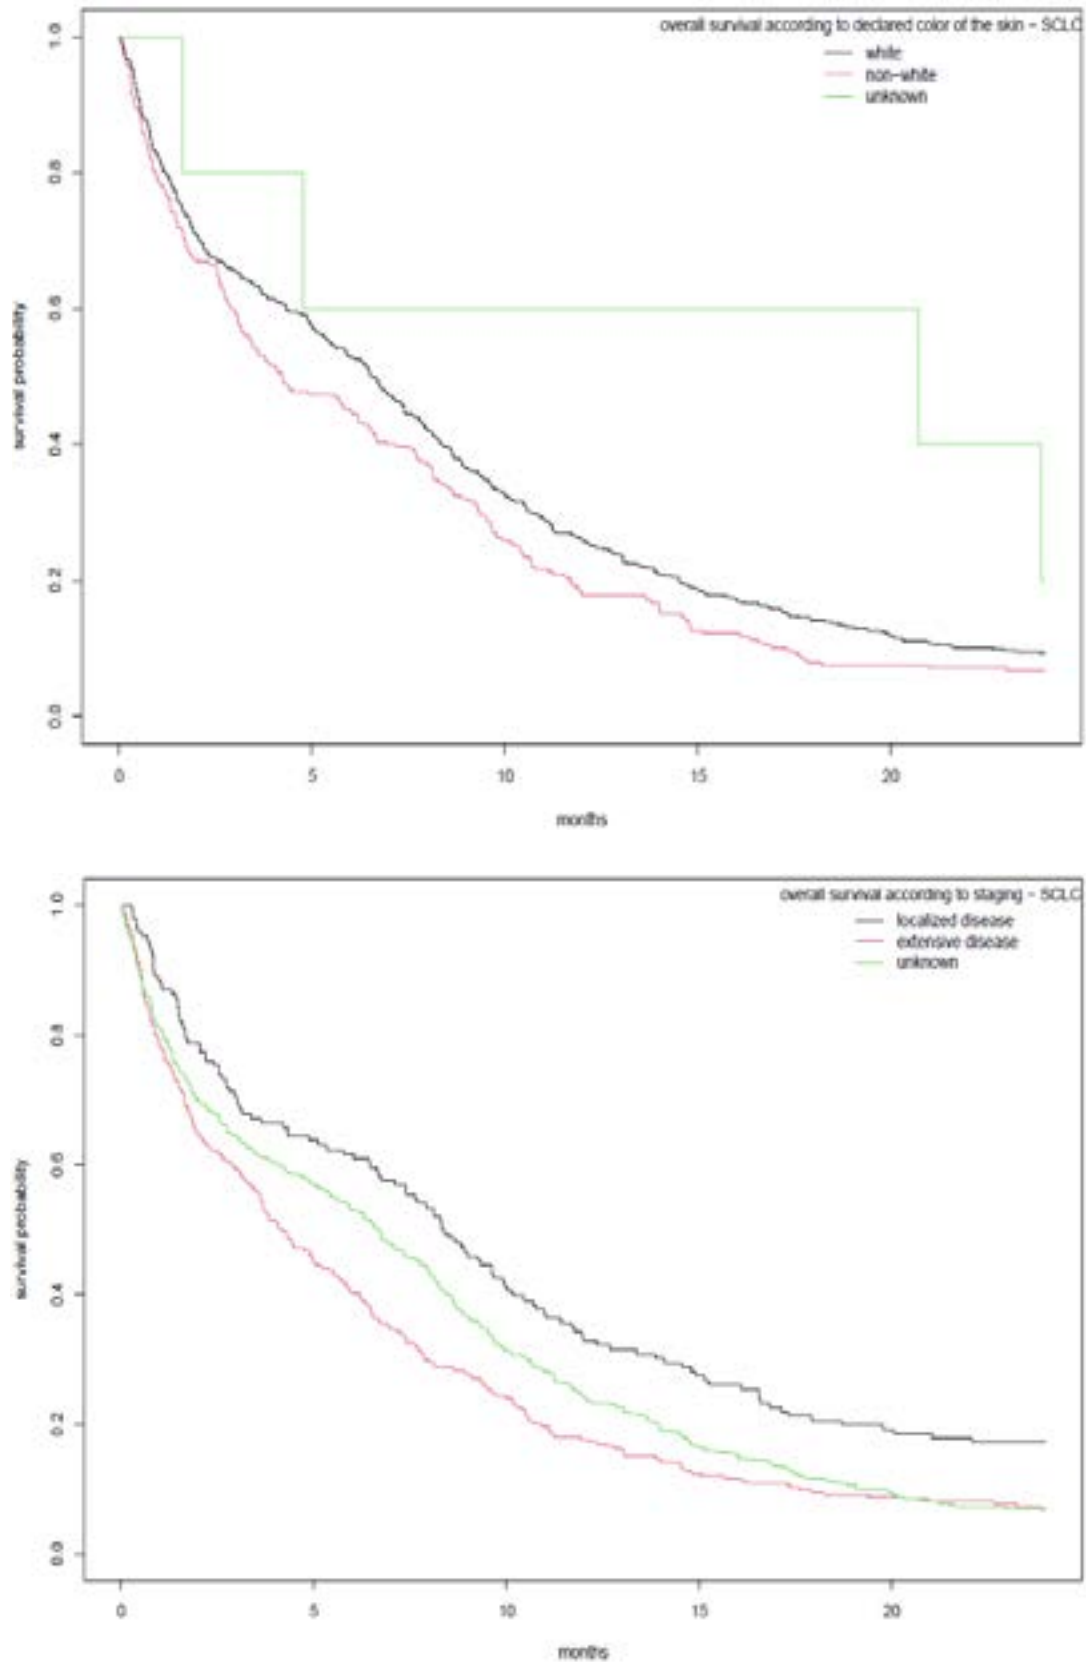 overall survival according to declared color of the skin - SCLC
white
non-white
unknown
survival probability
1.0
0.8
0.6
0.4
0.2
0.0
0 5 10 15 20
months
overall survival according to staging - SCLC
localized disease
extensive disease
unknown
survival probability
1.0
0.8
0.6
0.4
0.2
0.0
0 5 10 15 20
months